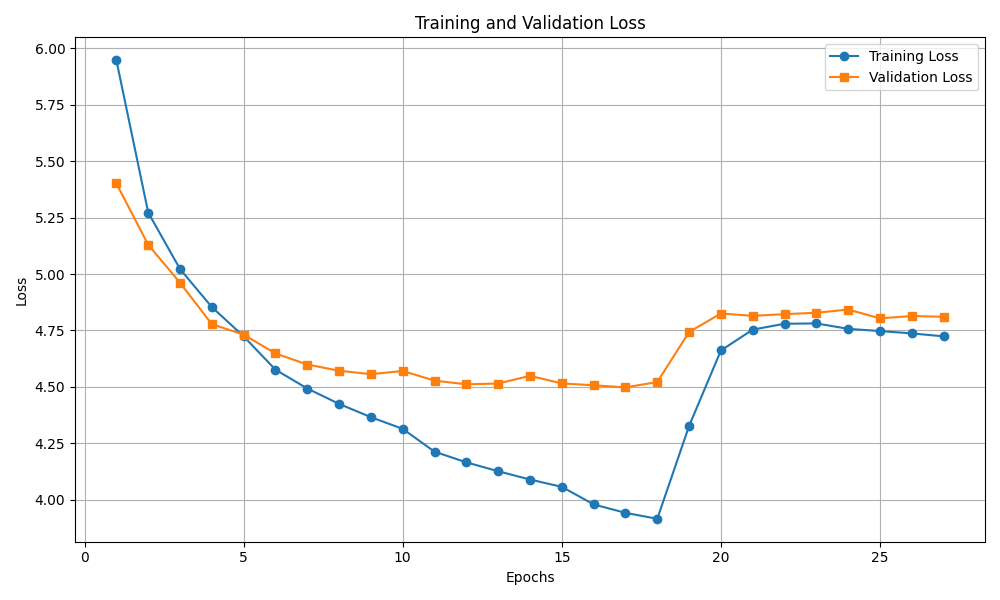 Training and Validation Loss
Training Loss
Validation Loss
6.00
5.75
5.50
5.25
5.00
4.75
4.50
4.25
4.00
Loss
0 5 10 15 20 25
Epochs